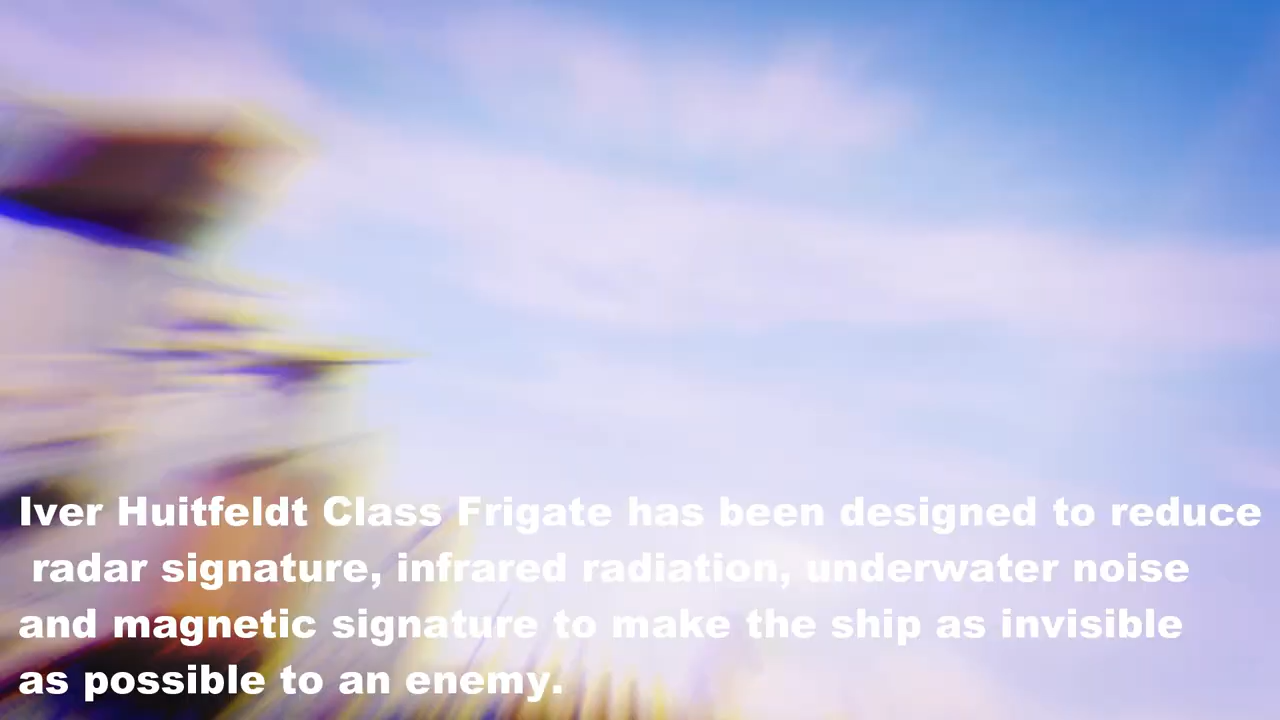 Iver Huitfeldt Class Frigate has been designed to reduce
radar signature, infrared radiation, underwater noise
and magnetic signature to make the ship as invisible
as possible to an enemy.